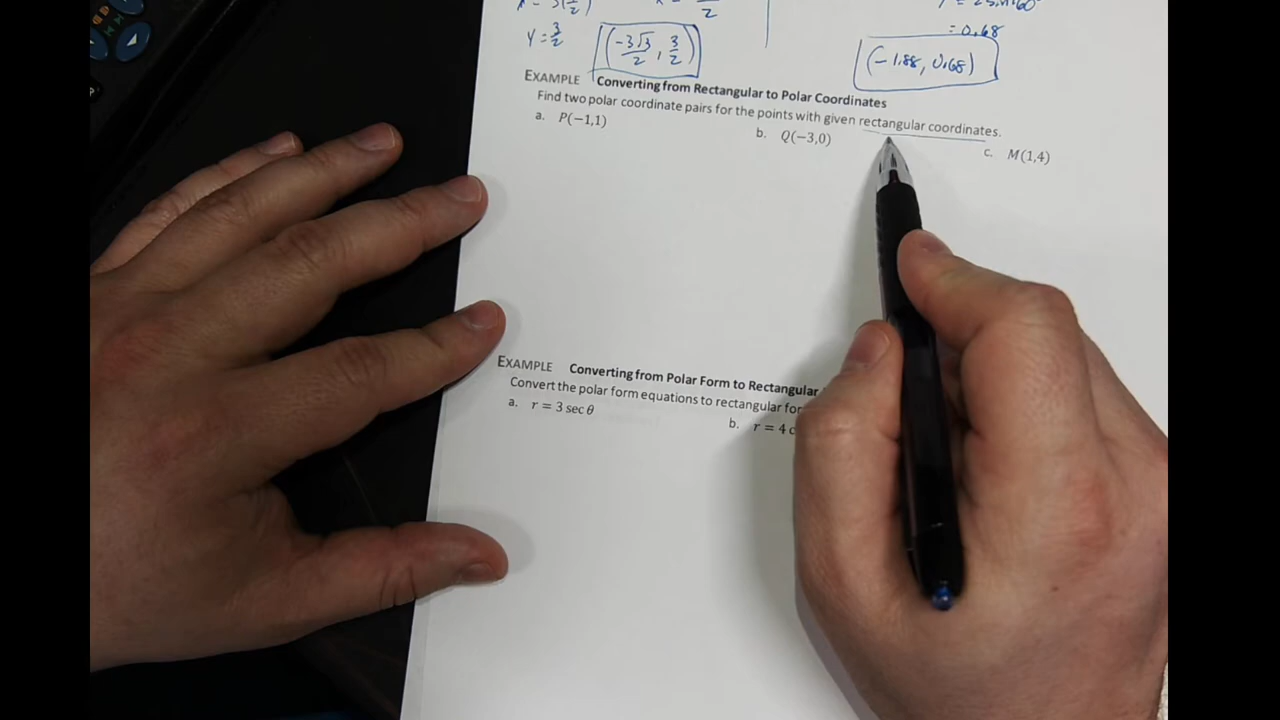 y = 3/2
(-3√3/2, 3/2)
= 0.68
(-1.88, 0.68)
EXAMPLE Converting from Rectangular to Polar Coordinates
Find two polar coordinate pairs for the points with given rectangular coordinates.
a. P(−1,1)
b. Q(−3,0)
c. M(1,4)
EXAMPLE Converting from Polar Form to Rectangular
Convert the polar form equations to rectangular
a. r = 3 sec θ
b. r = 4